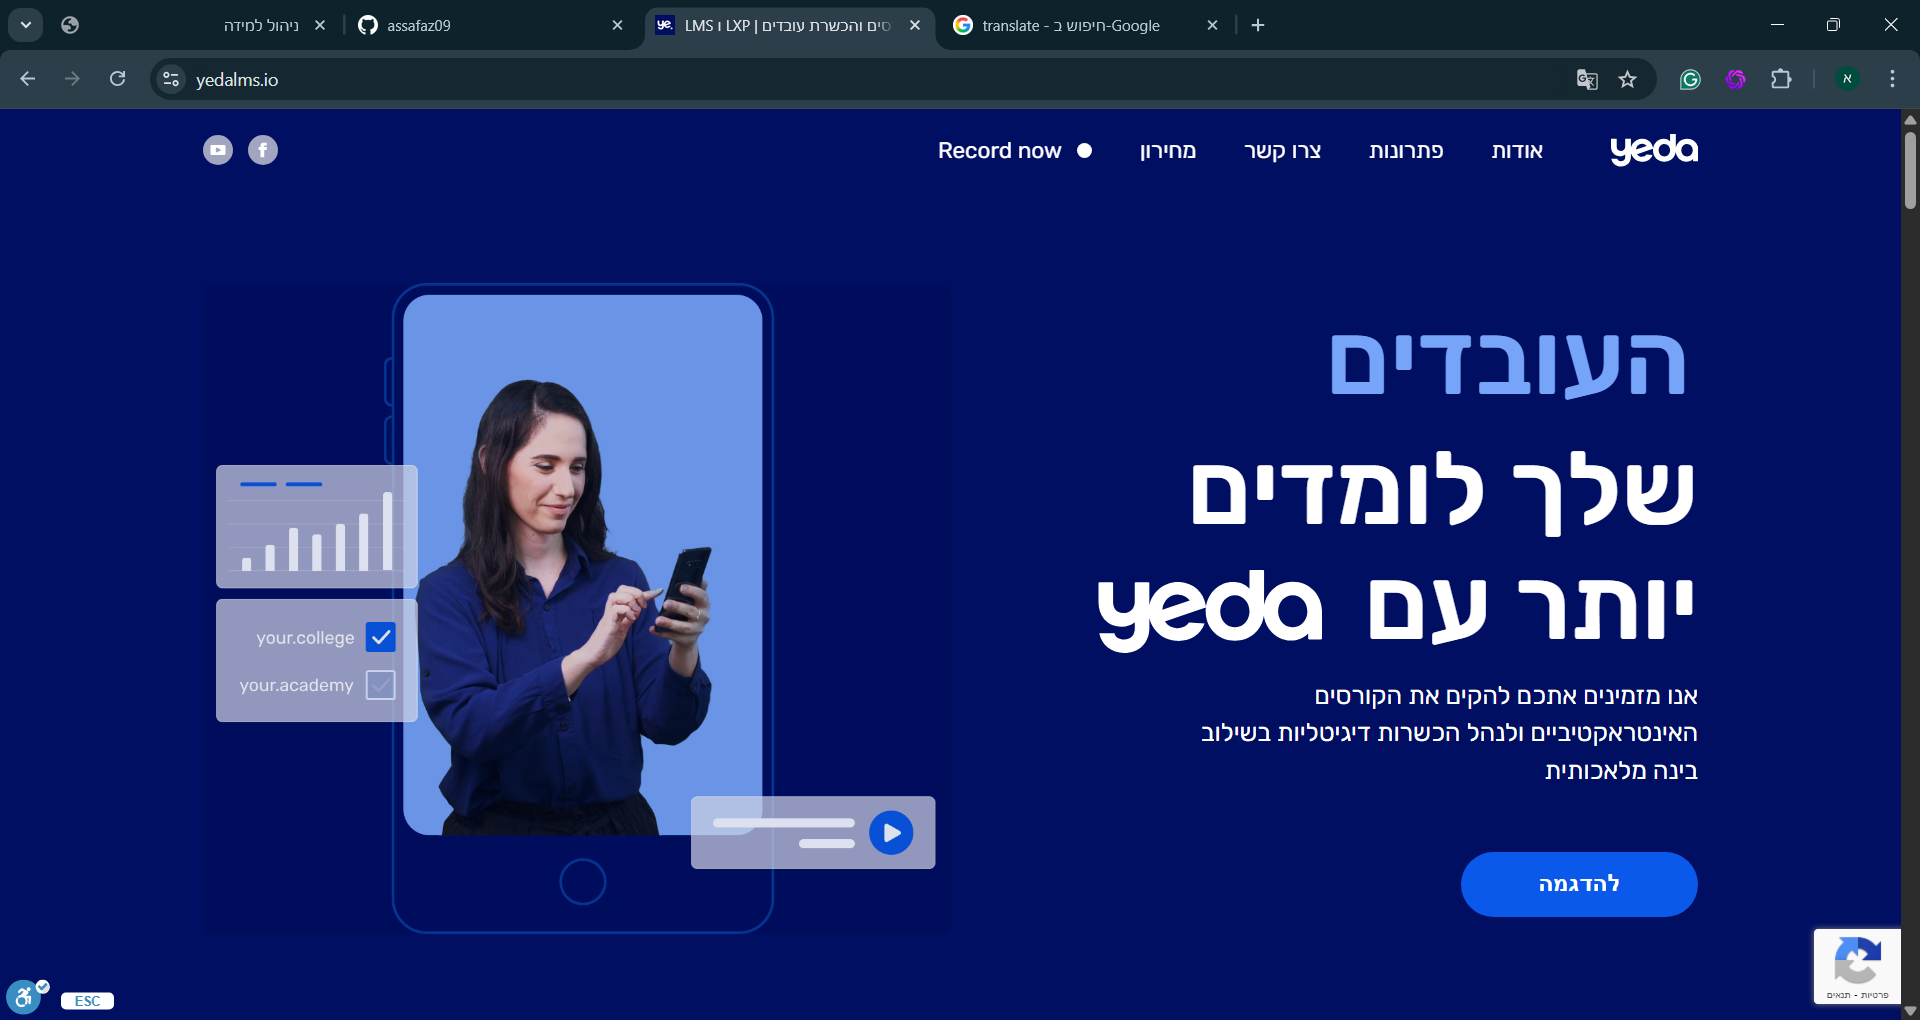 ניהול למידה
assafaz09
LMS ו LXP | סים והכשרת עובדים
translate - חיפוש ב-Google
yedalms.io
א
yeda
אודות
פתרונות
צרו קשר
מחירון
Record now
העובדים
שלך לומדים
יותר עם yeda
אנו מזמינים אתכם להקים את הקורסים
האינטראקטיביים ולנהל הכשרות דיגיטליות בשילוב
בינה מלאכותית
להדגמה
your.college
your.academy
פרטיות - תנאים
ESC